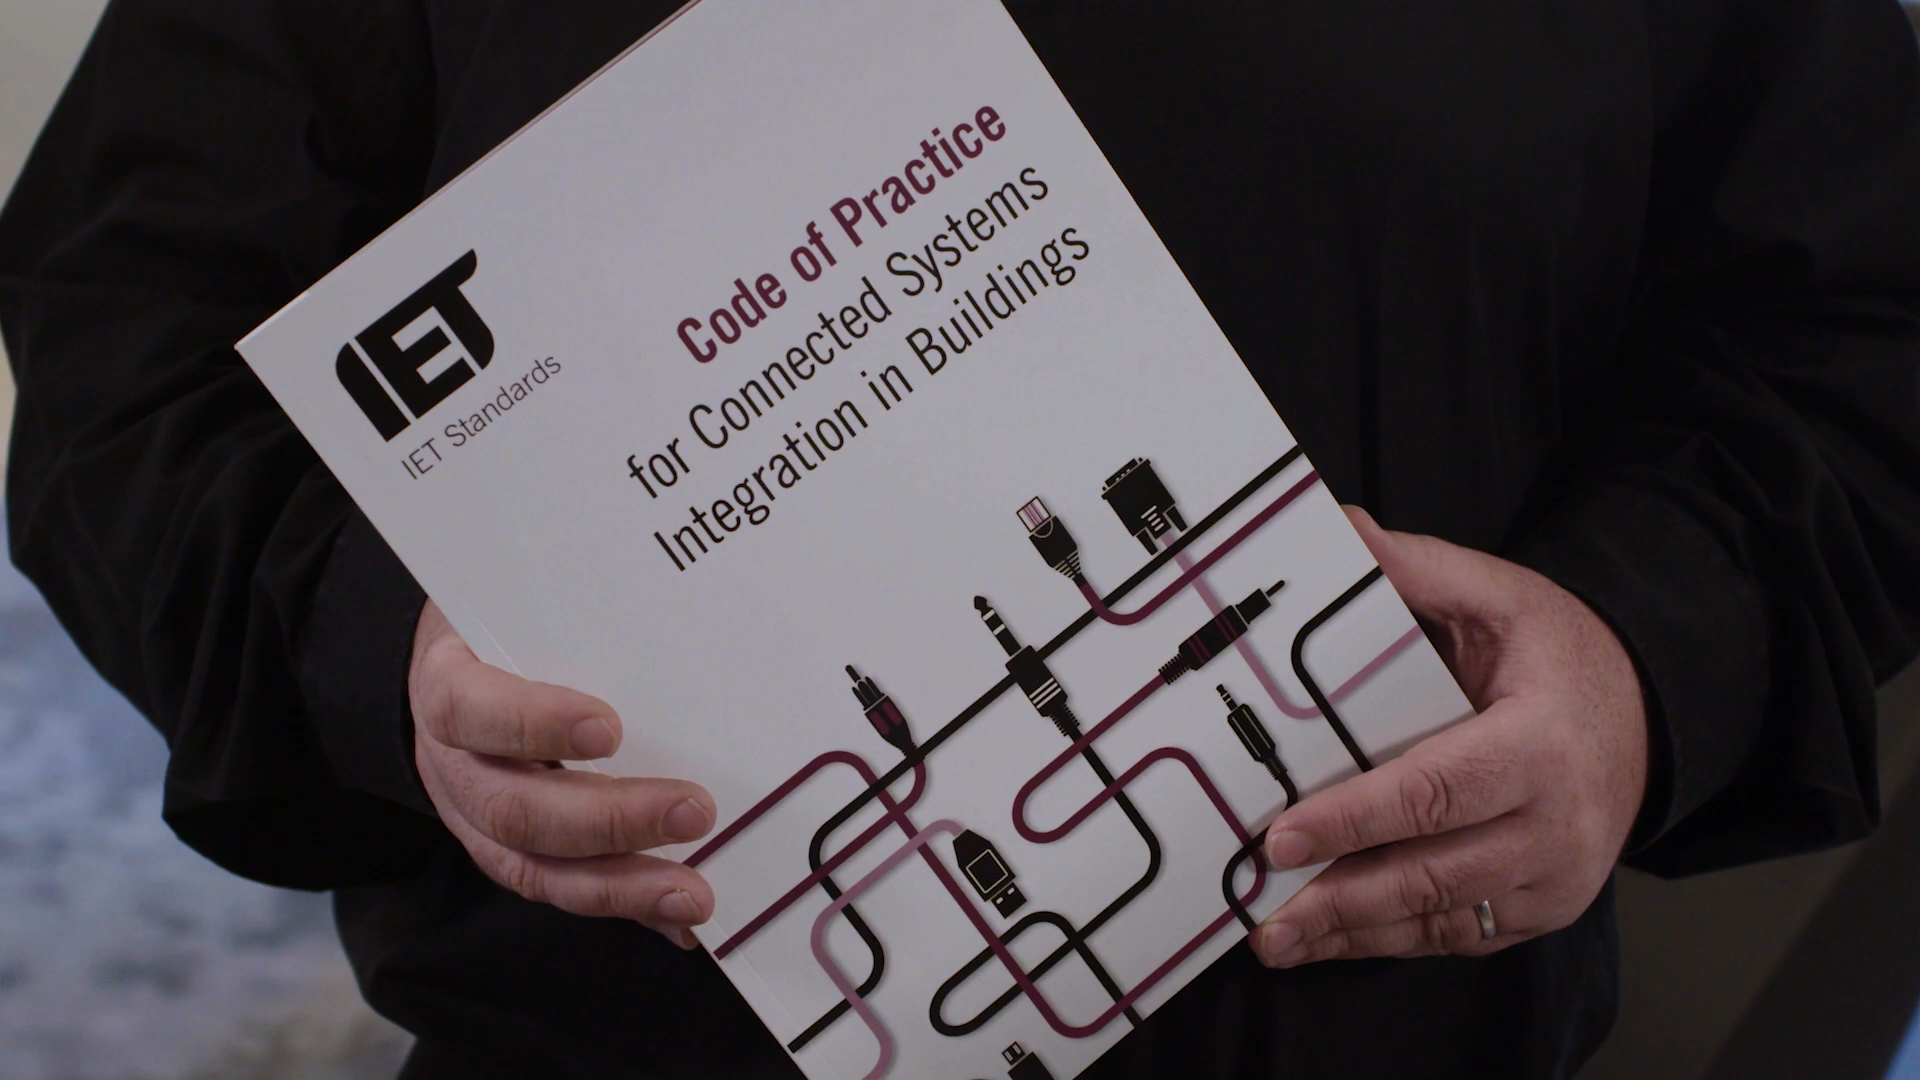 IET
IET Standards
Code of Practice
for Connected Systems
Integration in Buildings